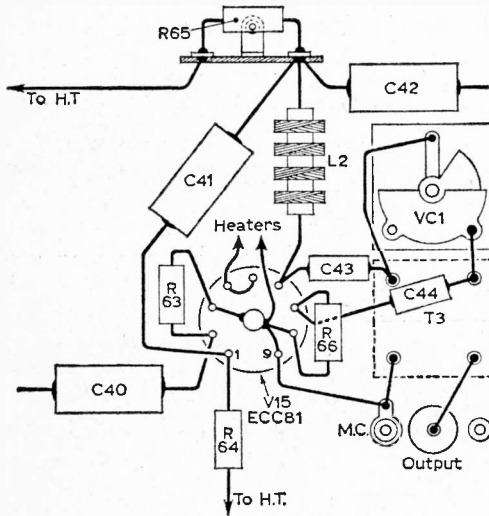 R65
To H.T
C42
L2
C41
VC1
Heaters
C43
R
63
C44
R
66
T3
1
9
C40
V15
ECC81
R
64
M.C.
Output
To H.T.